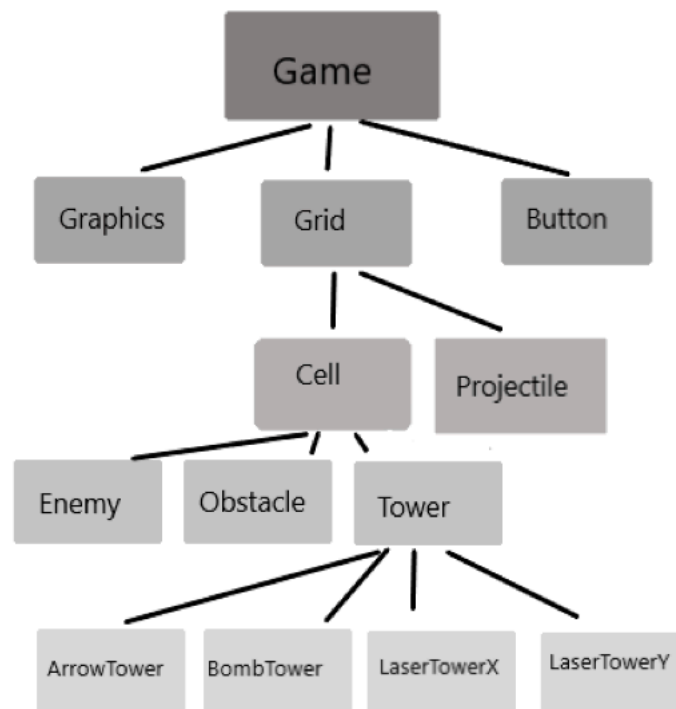 Game
Graphics
Grid
Button
Cell
Projectile
Enemy
Obstacle
Tower
ArrowTower
BombTower
LaserTowerX
LaserTowerY